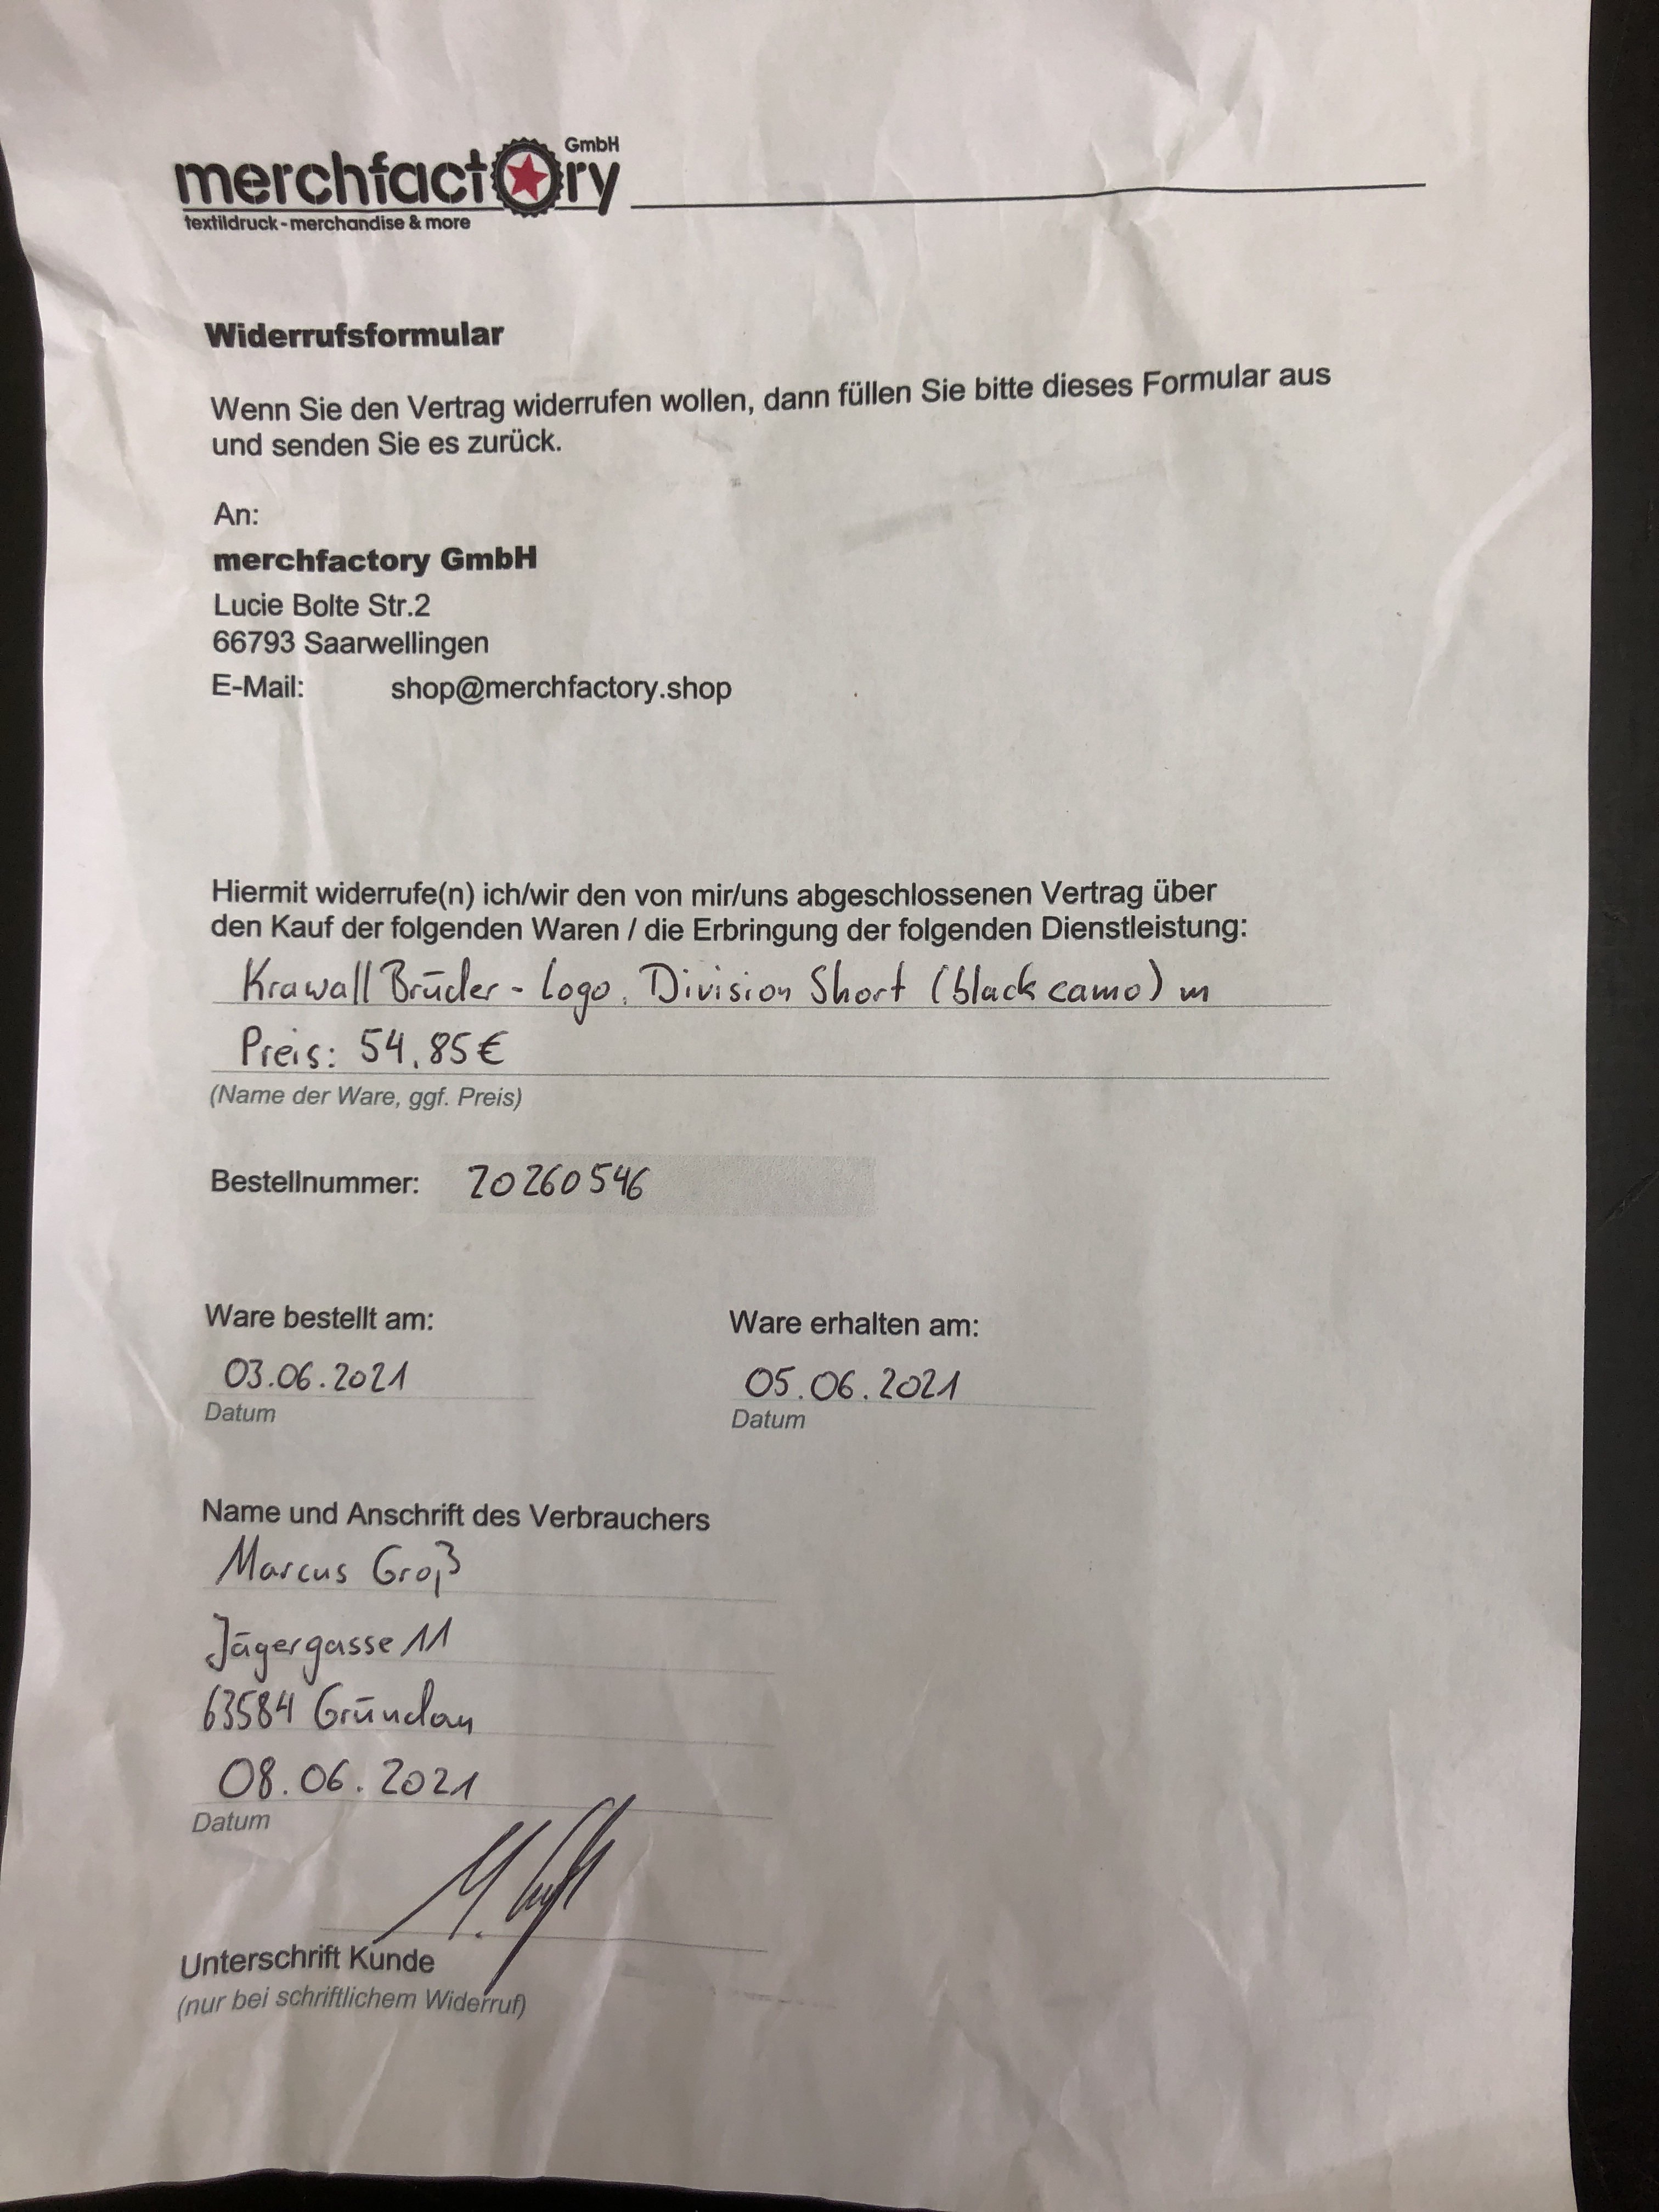 merchfactory GmbH
textildruck - merchandise & more
Widerrufsformular
Wenn Sie den Vertrag widerrufen wollen, dann füllen Sie bitte dieses Formular aus
und senden Sie es zurück.
An:
merchfactory GmbH
Lucie Bolte Str.2
66793 Saarwellingen
E-Mail: shop@merchfactory.shop
Hiermit widerrufe(n) ich/wir den von mir/uns abgeschlossenen Vertrag über
den Kauf der folgenden Waren / die Erbringung der folgenden Dienstleistung:
KrawallBrüder - Logo, Division Short (black camo) m
Preis: 54,85€
(Name der Ware, ggf. Preis)
Bestellnummer: 20260546
Ware bestellt am: Ware erhalten am:
03.06.2021 05.06.2021
Datum Datum
Name und Anschrift des Verbrauchers
Marcus Groß
Jägergasse 11
63584 Gründau
08.06.2021
Datum
Unterschrift Kunde
(nur bei schriftlichem Widerruf)